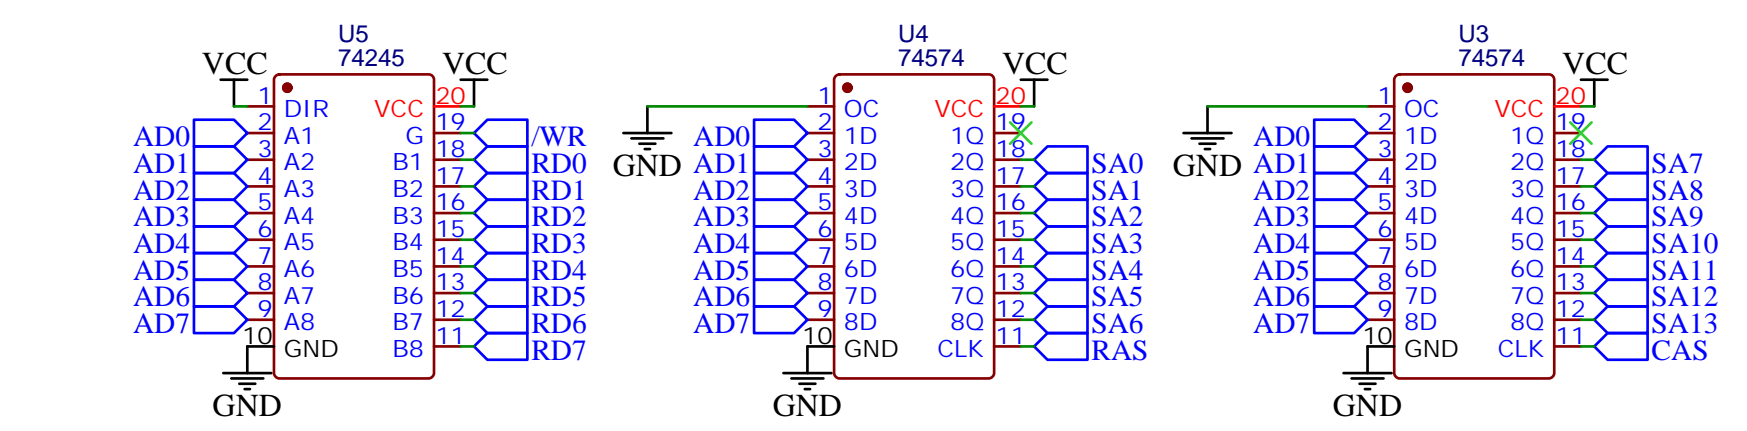 U5
74245
VCC VCC
1 DIR VCC 20
AD0 2 A1 G 19 /WR
AD1 3 A2 B1 18 RD0
AD2 4 A3 B2 17 RD1
AD3 5 A4 B3 16 RD2
AD4 6 A5 B4 15 RD3
AD5 7 A6 B5 14 RD4
AD6 8 A7 B6 13 RD5
AD7 9 A8 B7 12 RD6
10 GND B8 11 RD7
GND
U4
74574
VCC
1 OC VCC 20
GND
AD0 2 1D 1Q 19
AD1 3 2D 2Q 18 SA0
AD2 4 3D 3Q 17 SA1
AD3 5 4D 4Q 16 SA2
AD4 6 5D 5Q 15 SA3
AD5 7 6D 6Q 14 SA4
AD6 8 7D 7Q 13 SA5
AD7 9 8D 8Q 12 SA6
10 GND CLK 11 RAS
GND
U3
74574
VCC
1 OC VCC 20
GND
AD0 2 1D 1Q 19
AD1 3 2D 2Q 18 SA7
AD2 4 3D 3Q 17 SA8
AD3 5 4D 4Q 16 SA9
AD4 6 5D 5Q 15 SA10
AD5 7 6D 6Q 14 SA11
AD6 8 7D 7Q 13 SA12
AD7 9 8D 8Q 12 SA13
10 GND CLK 11 CAS
GND